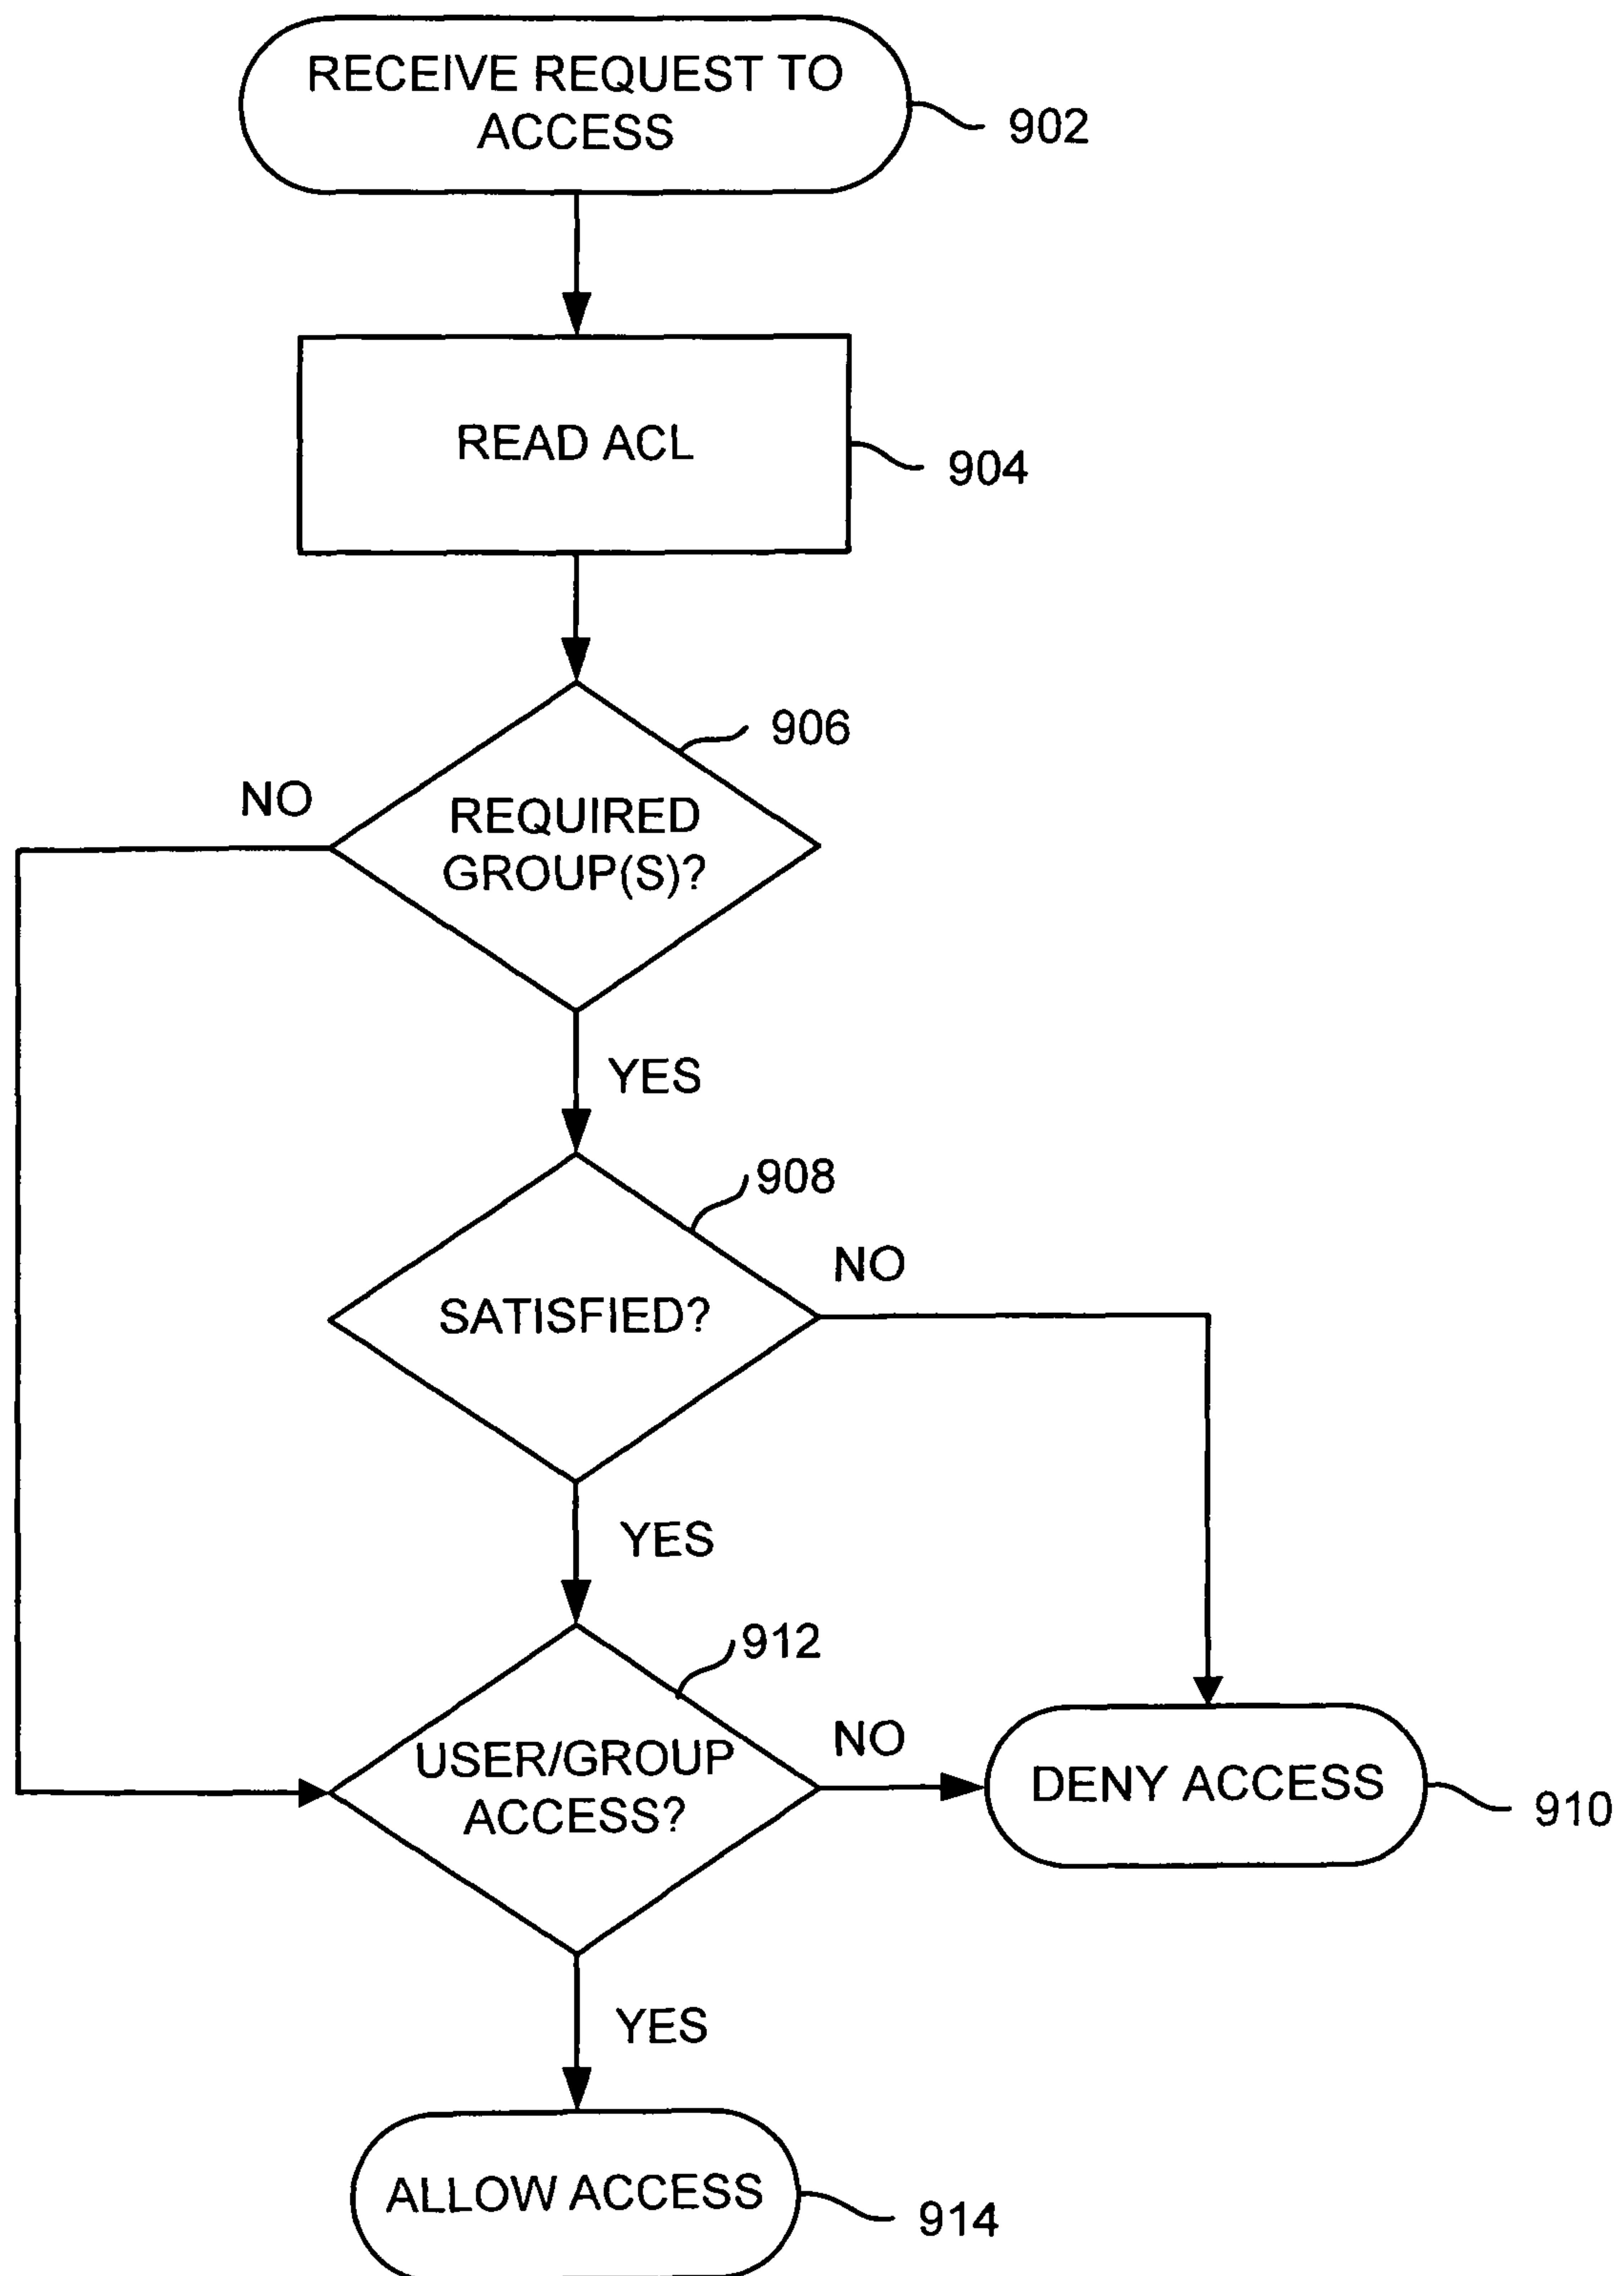 RECEIVE REQUEST TO
ACCESS
902
READ ACL
904
906
NO
REQUIRED
GROUP(S)?
YES
908
NO
SATISFIED?
YES
912
NO
USER/GROUP
ACCESS?
DENY ACCESS
910
YES
ALLOW ACCESS
914